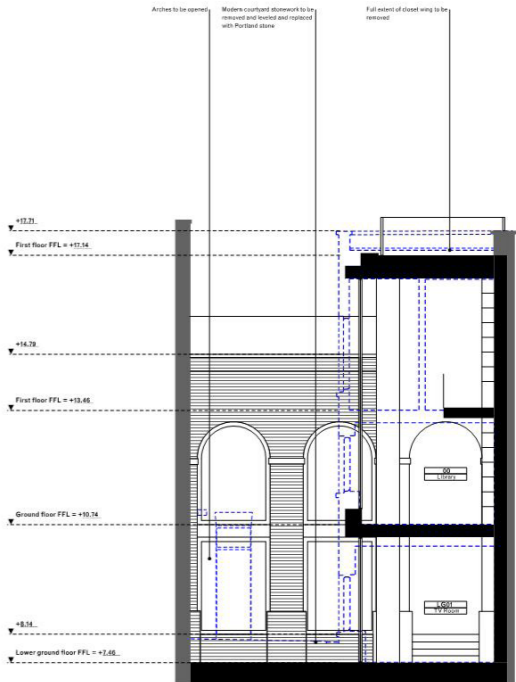 Arches to be opened
Modern courtyard stonework to be
removed and leveled and replaced
with Portland stone
Full extent of closet wing to be
removed
+17.71
First floor FFL = +17.14
+14.78
First floor FFL = +13.46
00
Library
Ground floor FFL = +10.74
LG01
TV Room
+8.14
Lower ground floor FFL = +7.46